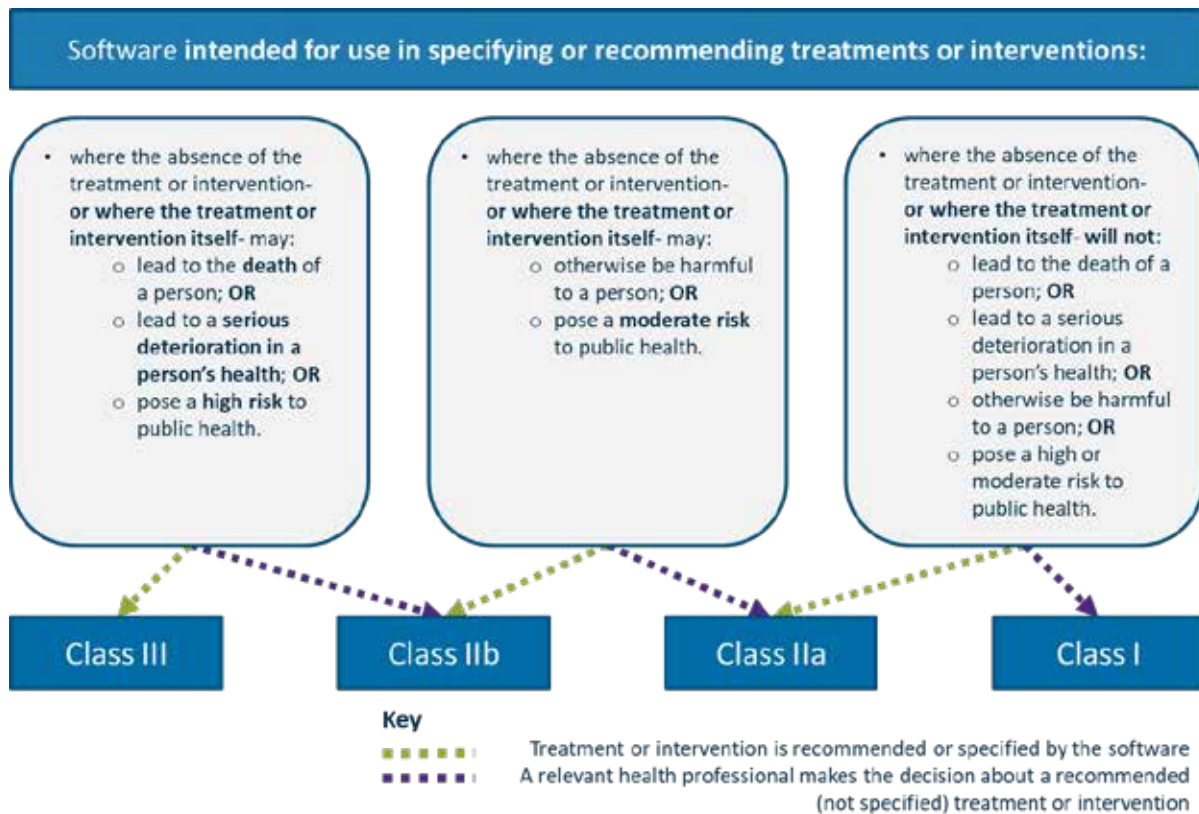 Software intended for use in specifying or recommending treatments or interventions:
• where the absence of the
treatment or intervention-
or where the treatment or
intervention itself- may:
o lead to the death of
a person; OR
o lead to a serious
deterioration in a
person's health; OR
o pose a high risk to
public health.
• where the absence of the
treatment or intervention-
or where the treatment or
intervention itself- may:
o otherwise be harmful
to a person; OR
o pose a moderate risk
to public health.
• where the absence of the
treatment or intervention-
or where the treatment or
intervention itself- will not:
o lead to the death of a
person; OR
o lead to a serious
deterioration in a
person's health; OR
o otherwise be harmful
to a person; OR
o pose a high or
moderate risk to
public health.
Class III
Class IIb
Class IIa
Class I
Key
Treatment or intervention is recommended or specified by the software
A relevant health professional makes the decision about a recommended
(not specified) treatment or intervention